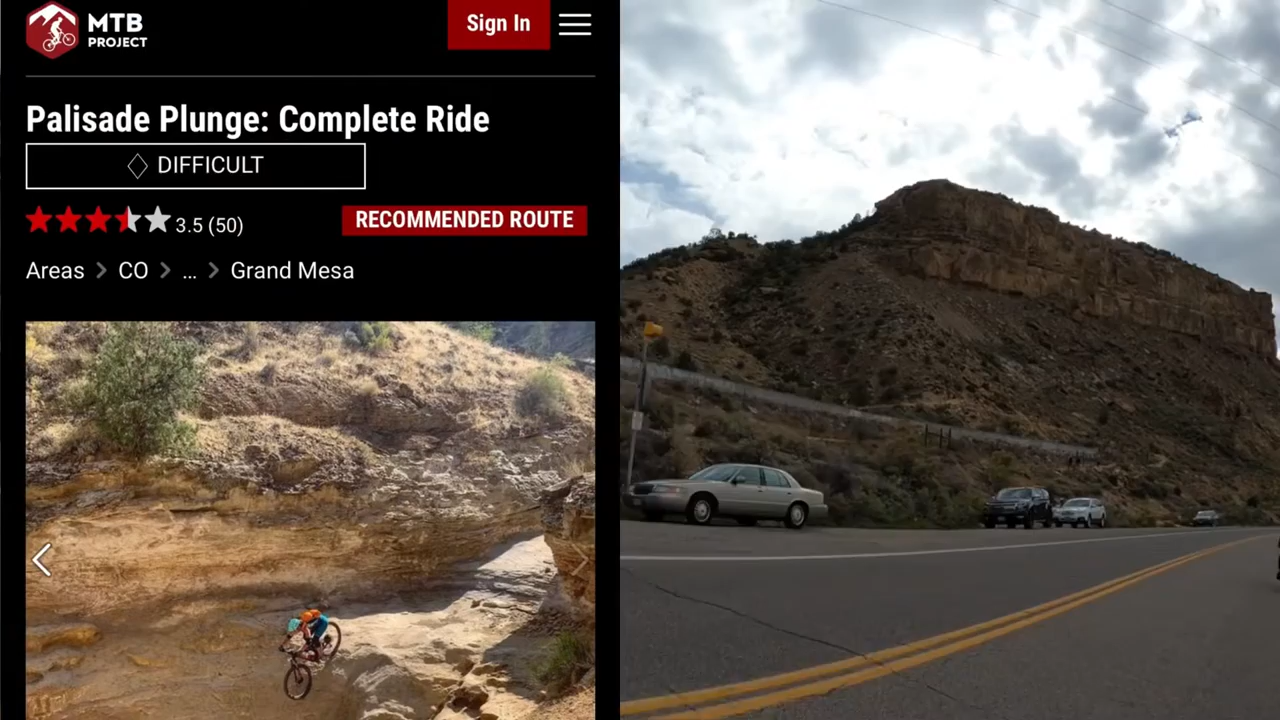 MTB
PROJECT
Sign In
Palisade Plunge: Complete Ride
DIFFICULT
3.5 (50)
RECOMMENDED ROUTE
Areas > CO > ... > Grand Mesa